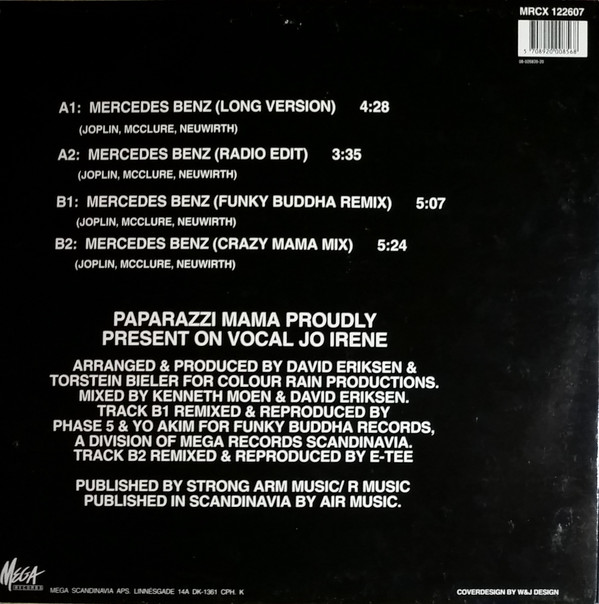 MRCX 122607
5 708920 008568
A1: MERCEDES BENZ (LONG VERSION) 4:28
(JOPLIN, MCCLURE, NEUWIRTH)
A2: MERCEDES BENZ (RADIO EDIT) 3:35
(JOPLIN, MCCLURE, NEUWIRTH)
B1: MERCEDES BENZ (FUNKY BUDDHA REMIX) 5:07
(JOPLIN, MCCLURE, NEUWIRTH)
B2: MERCEDES BENZ (CRAZY MAMA MIX) 5:24
(JOPLIN, MCCLURE, NEUWIRTH)
PAPARAZZI MAMA PROUDLY
PRESENT ON VOCAL JO IRENE
ARRANGED & PRODUCED BY DAVID ERIKSEN &
TORSTEIN BIELER FOR COLOUR RAIN PRODUCTIONS.
MIXED BY KENNETH MOEN & DAVID ERIKSEN.
TRACK B1 REMIXED & REPRODUCED BY
PHASE 5 & YO AKIM FOR FUNKY BUDDHA RECORDS,
A DIVISION OF MEGA RECORDS SCANDINAVIA.
TRACK B2 REMIXED & REPRODUCED BY E-TEE
PUBLISHED BY STRONG ARM MUSIC/ R MUSIC
PUBLISHED IN SCANDINAVIA BY AIR MUSIC.
MEGA
RECORDS
MEGA SCANDINAVIA APS. LINNÉSGADE 14A DK-1361 CPH. K
COVERDESIGN BY W&J DESIGN